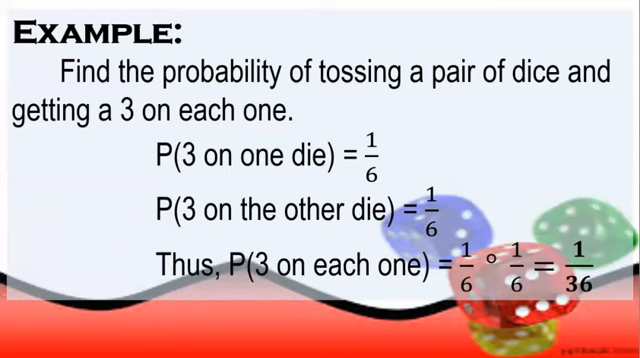 EXAMPLE:
Find the probability of tossing a pair of dice and
getting a 3 on each one.
P(3 on one die) = 1/6
P(3 on the other die) = 1/6
Thus, P(3 on each one) = 1/6 ∘ 1/6 = 1/36